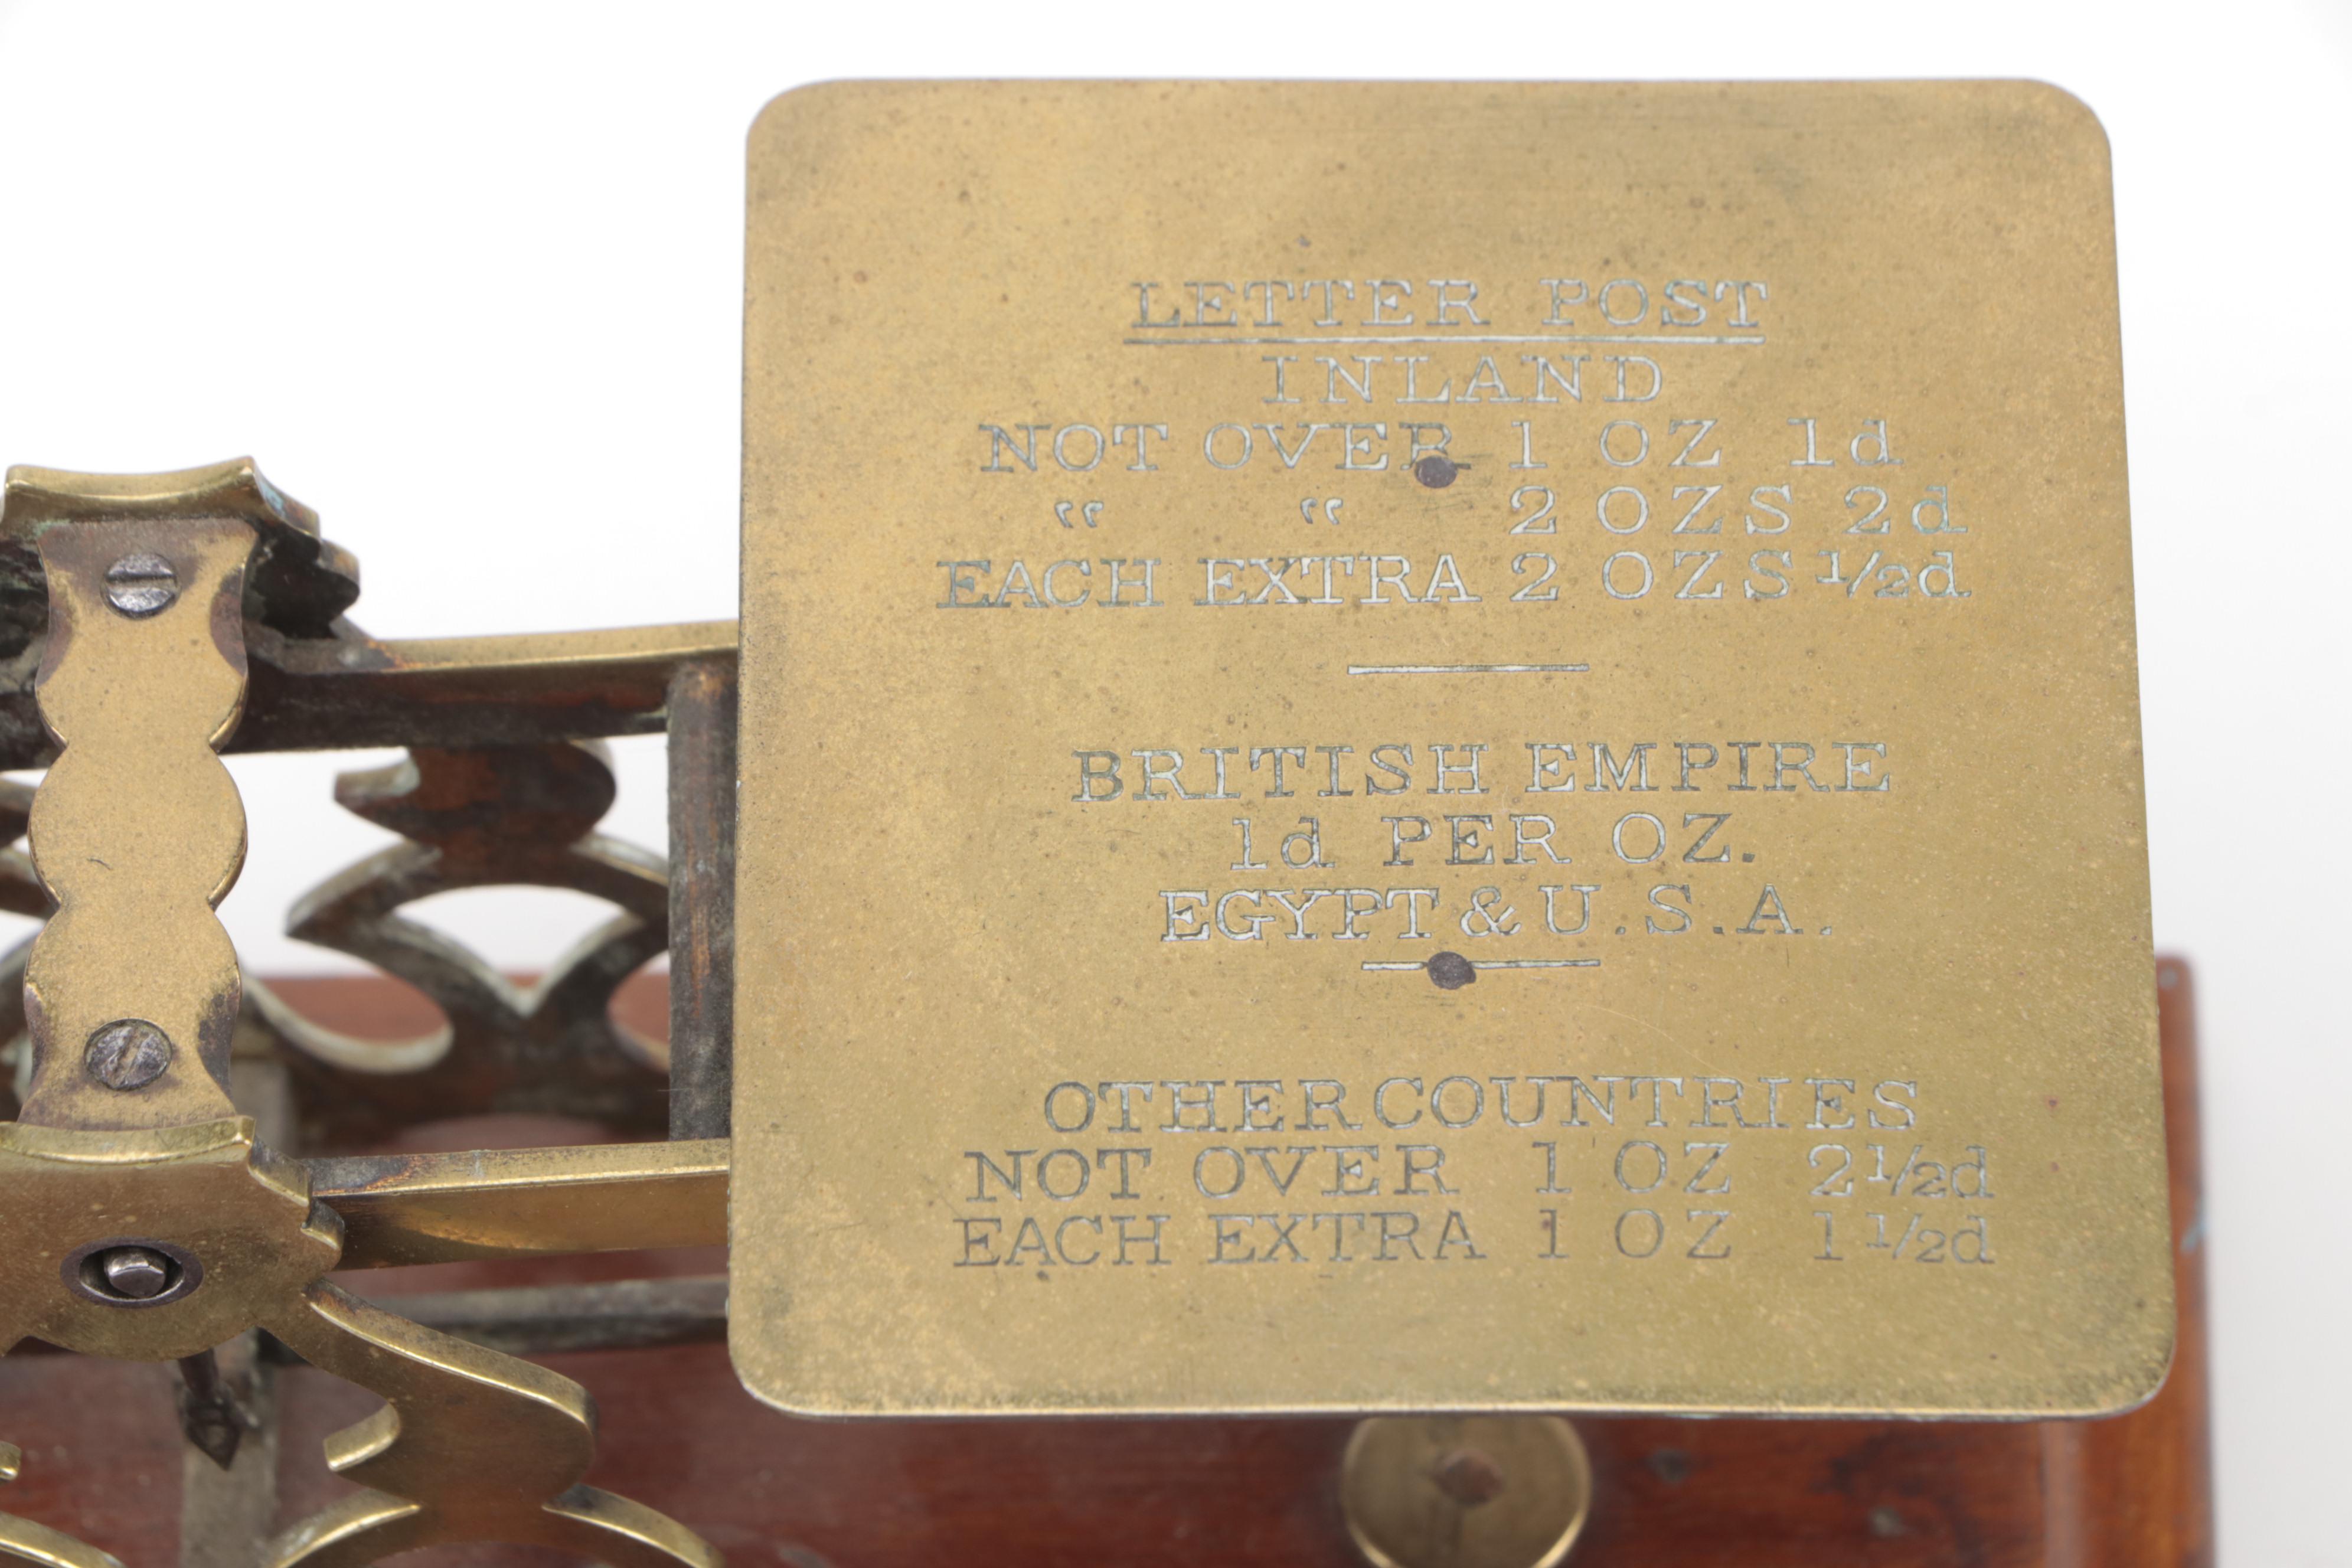 LETTER POST
INLAND
NOT OVER 1 OZ 1d
“ “ 2 OZS 2d
EACH EXTRA 2 OZS ½d
BRITISH EMPIRE
1d PER OZ.
EGYPT & U.S.A.
OTHER COUNTRIES
NOT OVER 1 OZ 2½d
EACH EXTRA 1 OZ 1½d